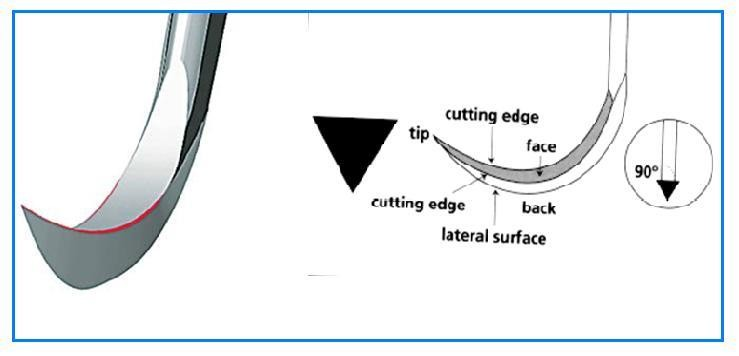 cutting edge
tip
face
90°
cutting edge
back
lateral surface